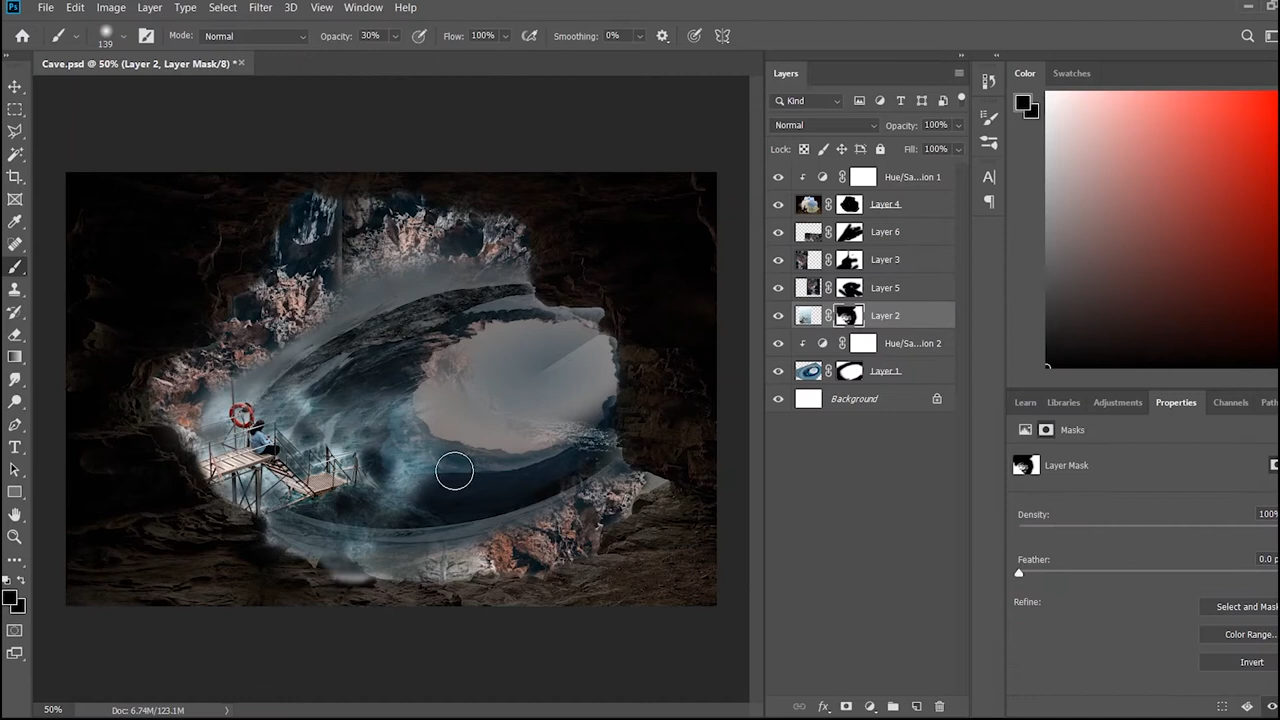 Ps File Edit Image Layer Type Select Filter 3D View Window Help
139 Mode: Normal Opacity: 30% Flow: 100% Smoothing: 0%
Cave.psd @ 50% (Layer 2, Layer Mask/8) *
Layers
Kind
Normal Opacity: 100%
Lock: Fill: 100%
Hue/Sa...ion 1
Layer 4
Layer 6
Layer 3
Layer 5
Layer 2
Hue/Sa...ion 2
Layer 1
Background
Color Swatches
Learn Libraries Adjustments Properties Channels Path
Masks
Layer Mask
Density: 100%
Feather: 0.0 p
Refine: Select and Mask
Color Range...
Invert
50% Doc: 6.74M/123.1M